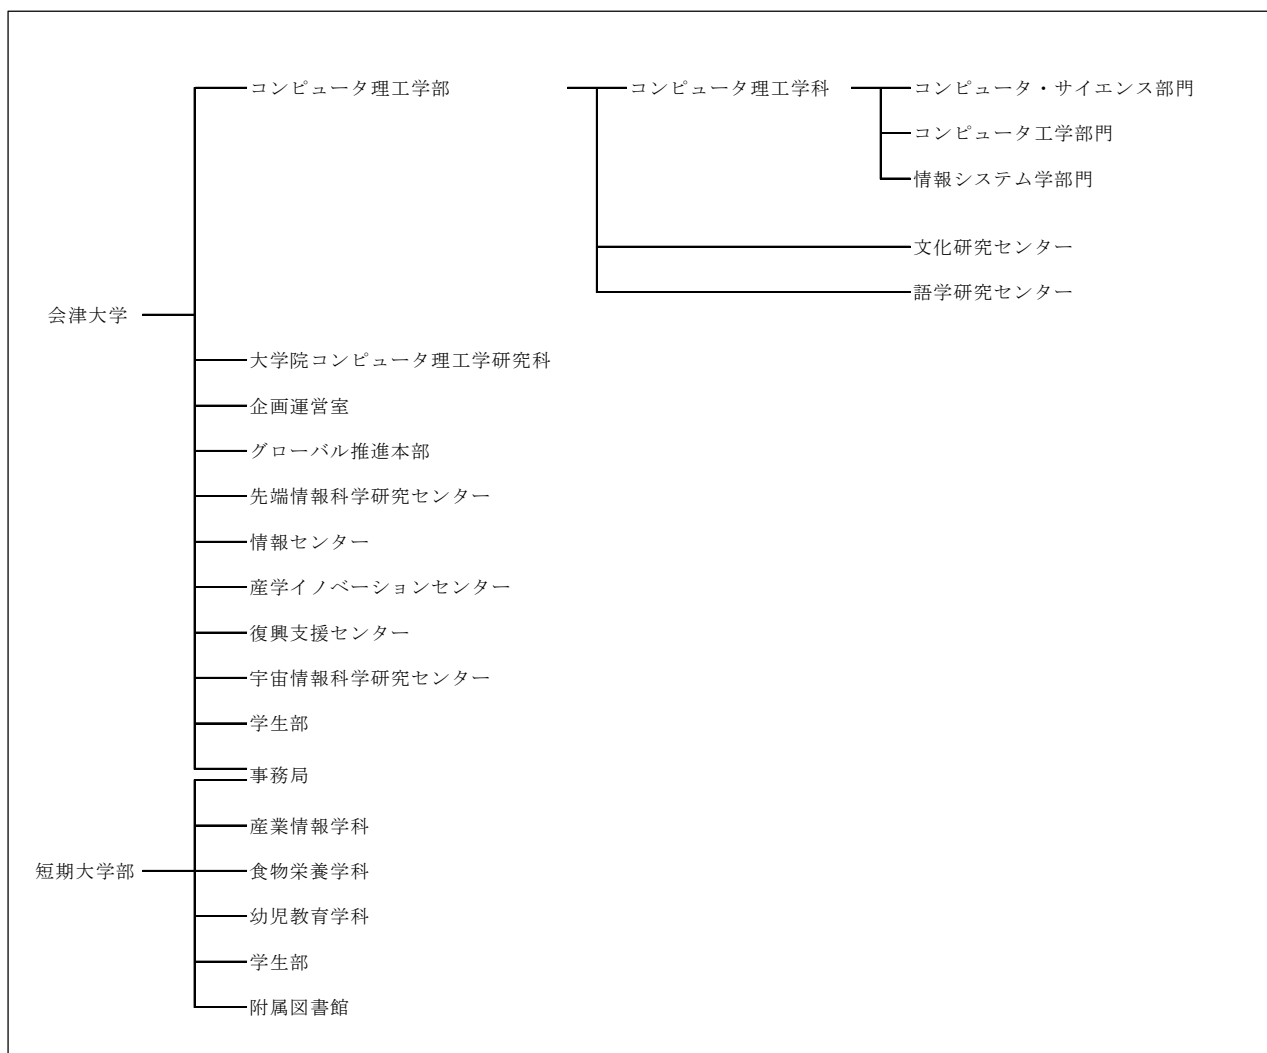 コンピュータ理工学部 コンピュータ理工学科 コンピュータ・サイエンス部門
コンピュータ工学部門
情報システム学部門
文化研究センター
語学研究センター
会津大学
大学院コンピュータ理工学研究科
企画運営室
グローバル推進本部
先端情報科学研究センター
情報センター
産学イノベーションセンター
復興支援センター
宇宙情報科学研究センター
学生部
事務局
産業情報学科
短期大学部 食物栄養学科
幼児教育学科
学生部
附属図書館